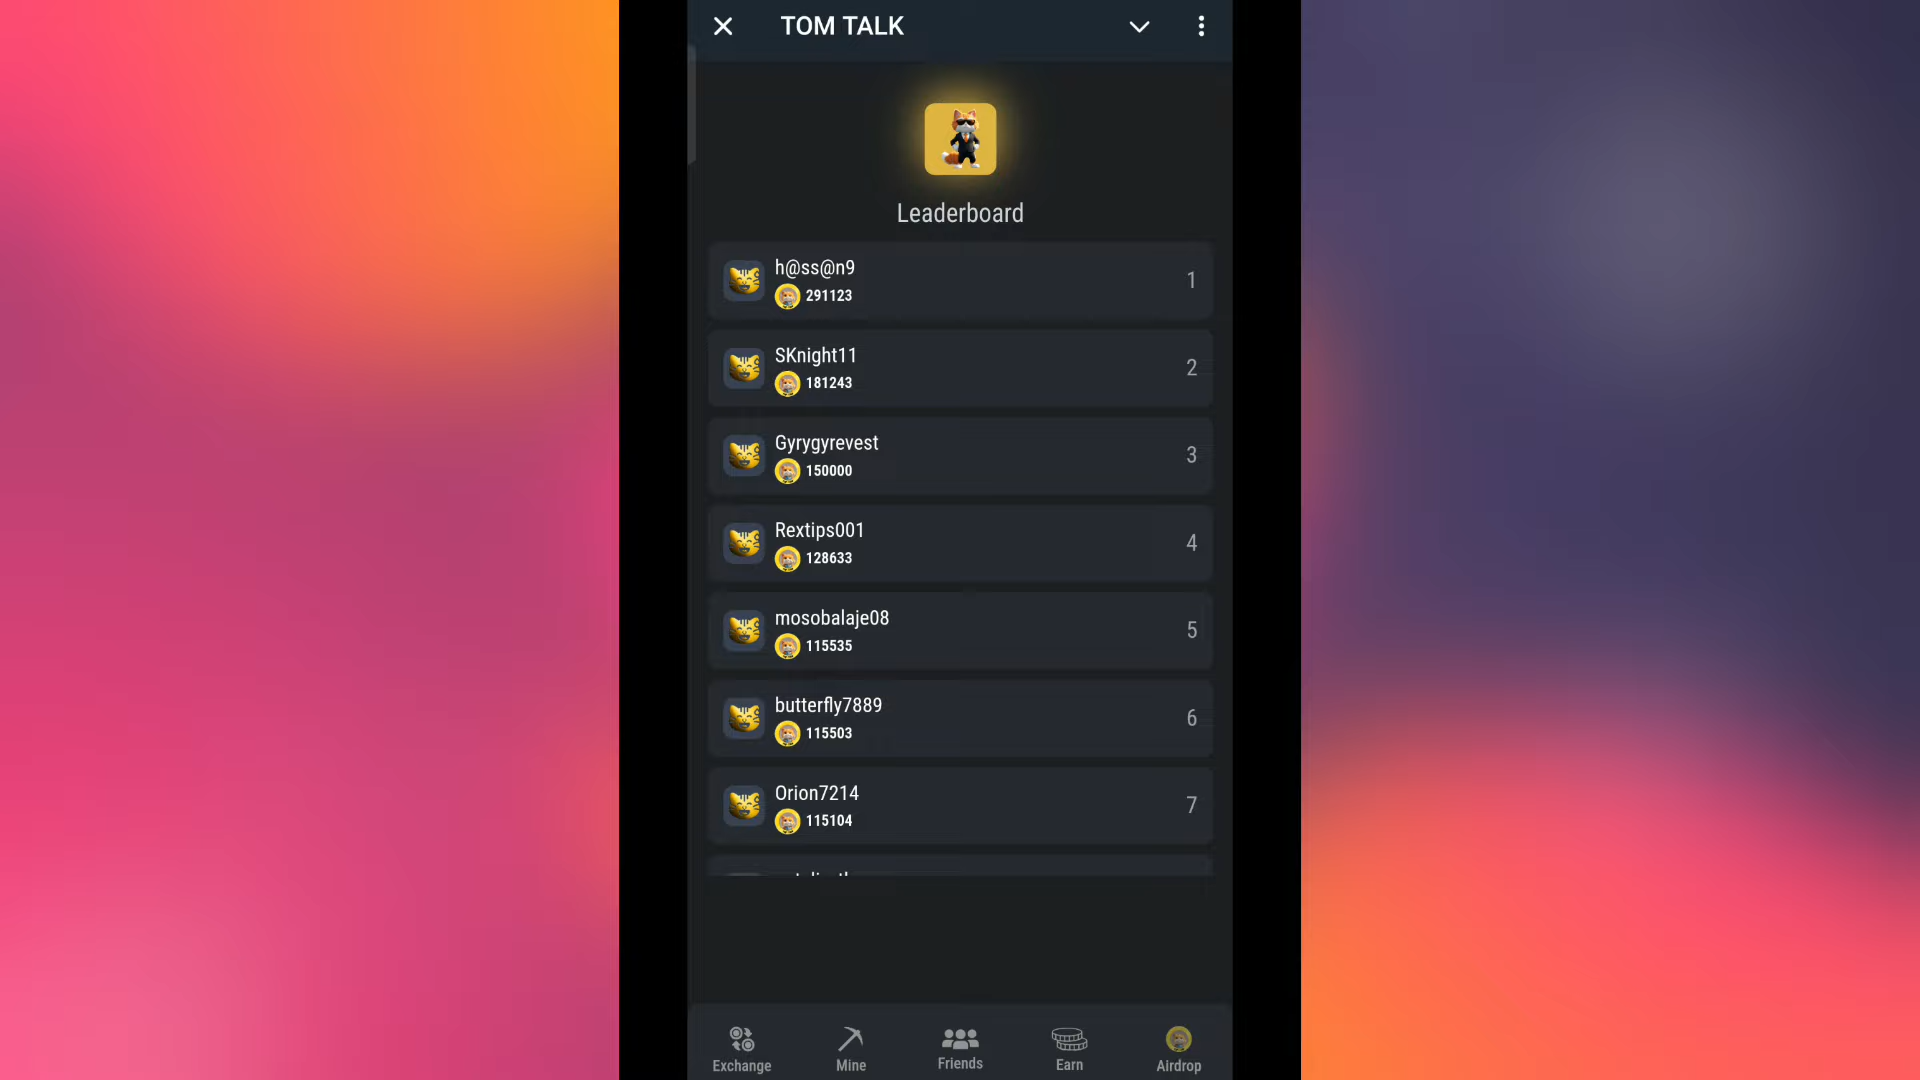 TOM TALK
Leaderboard
h@ss@n9
291123
1
SKnight11
181243
2
Gyrygyrevest
150000
3
Rextips001
128633
4
mosobalaje08
115535
5
butterfly7889
115503
6
Orion7214
115104
7
Exchange
Mine
Friends
Earn
Airdrop